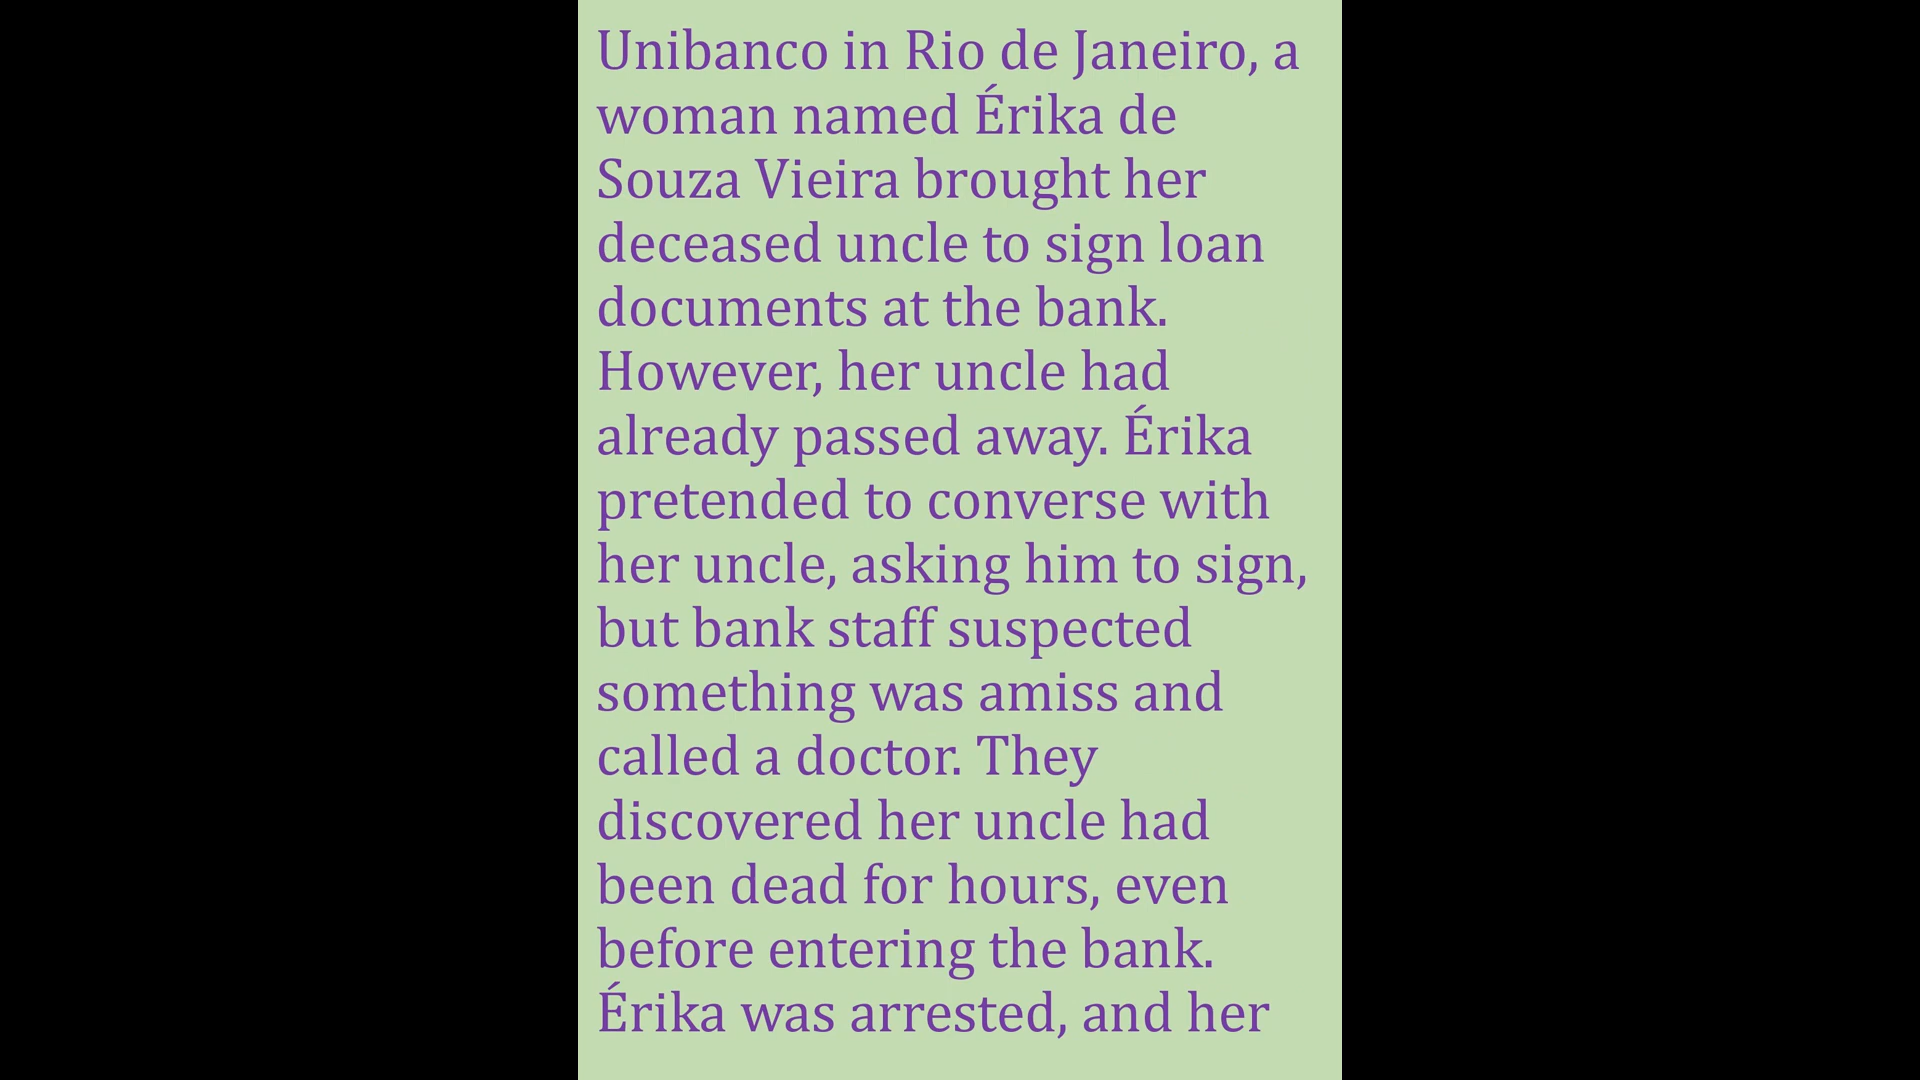 Unibanco in Rio de Janeiro, a
woman named Érika de
Souza Vieira brought her
deceased uncle to sign loan
documents at the bank.
However, her uncle had
already passed away. Érika
pretended to converse with
her uncle, asking him to sign,
but bank staff suspected
something was amiss and
called a doctor. They
discovered her uncle had
been dead for hours, even
before entering the bank.
Érika was arrested, and her